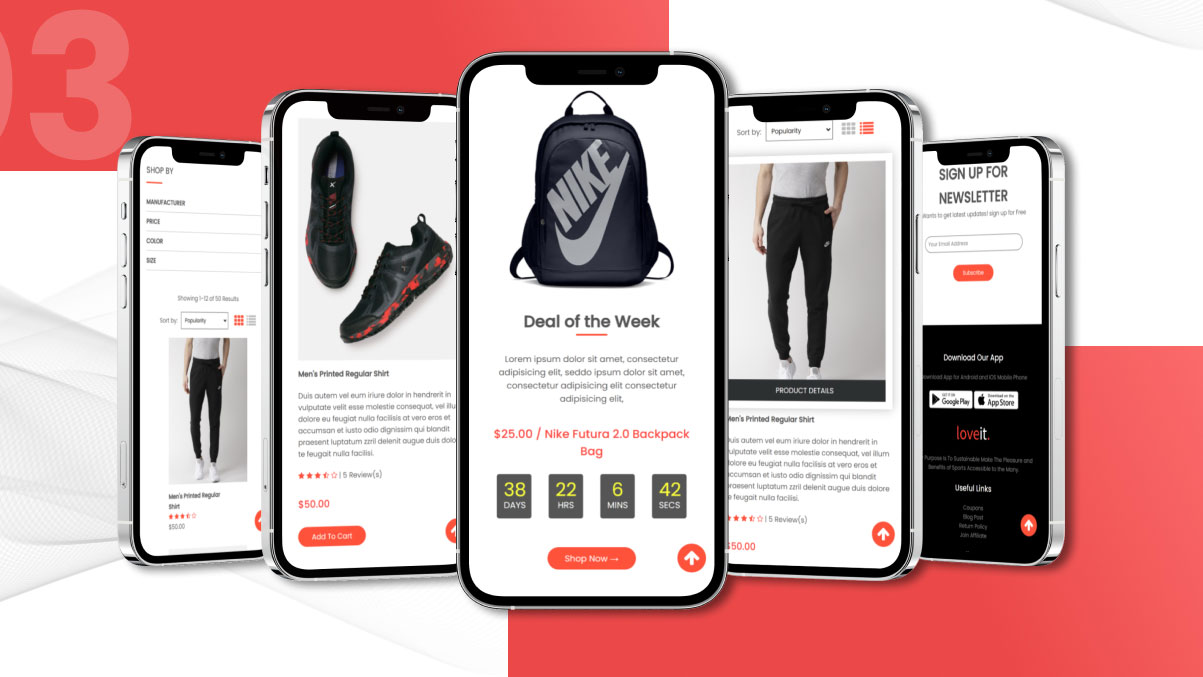 03
SHOP BY
MANUFACTURER
PRICE
COLOR
SIZE
Showing 1-12 of 50 Results
Sort by: Popularity
Men's Printed Regular
Shirt
$50.00
Men's Printed Regular Shirt
Duis autem vel eum iriure dolor in hendrerit in
vulputate velit esse molestie consequat, vel illu
dolore eu feugiat nulla facilisis at vero eros et
accumsan et iusto odio dignissim qui blandit
praesent luptatum zzril delenit augue duis dolo
te feugait nulla facilisi.
| 5 Review(s)
$50.00
Add To Cart
NIKE
Deal of the Week
Lorem ipsum dolor sit amet, consectetur
adipisicing elit, seddo ipsum dolor sit amet,
consectetur adipisicing elit consectetur
adipisicing elit,
$25.00 / Nike Futura 2.0 Backpack
Bag
38 22 6 42
DAYS HRS MINS SECS
Shop Now →
Sort by: Popularity
PRODUCT DETAILS
Men's Printed Regular Shirt
Duis autem vel eum iriure dolor in hendrerit in
vulputate velit esse molestie consequat, vel illum
dolore eu feugiat nulla facilisis at vero eros et
accumsan et iusto odio dignissim qui blandit
praesent luptatum zzril delenit augue duis dolore
te feugait nulla facilisi.
| 5 Review(s)
$50.00
SIGN UP FOR
NEWSLETTER
Wants to get latest updates! sign up for Free
Your Email Address
Subscribe
Download Our App
Download App for Android and iOS Mobile Phone
GET IT ON
Google Play
Download on the
App Store
loveit.
Purpose Is To Sustainable Make The Pleasure and
Benefits of Sports Accessible to the Many.
Useful Links
Coupons
Blog Post
Return Policy
Join Affiliate